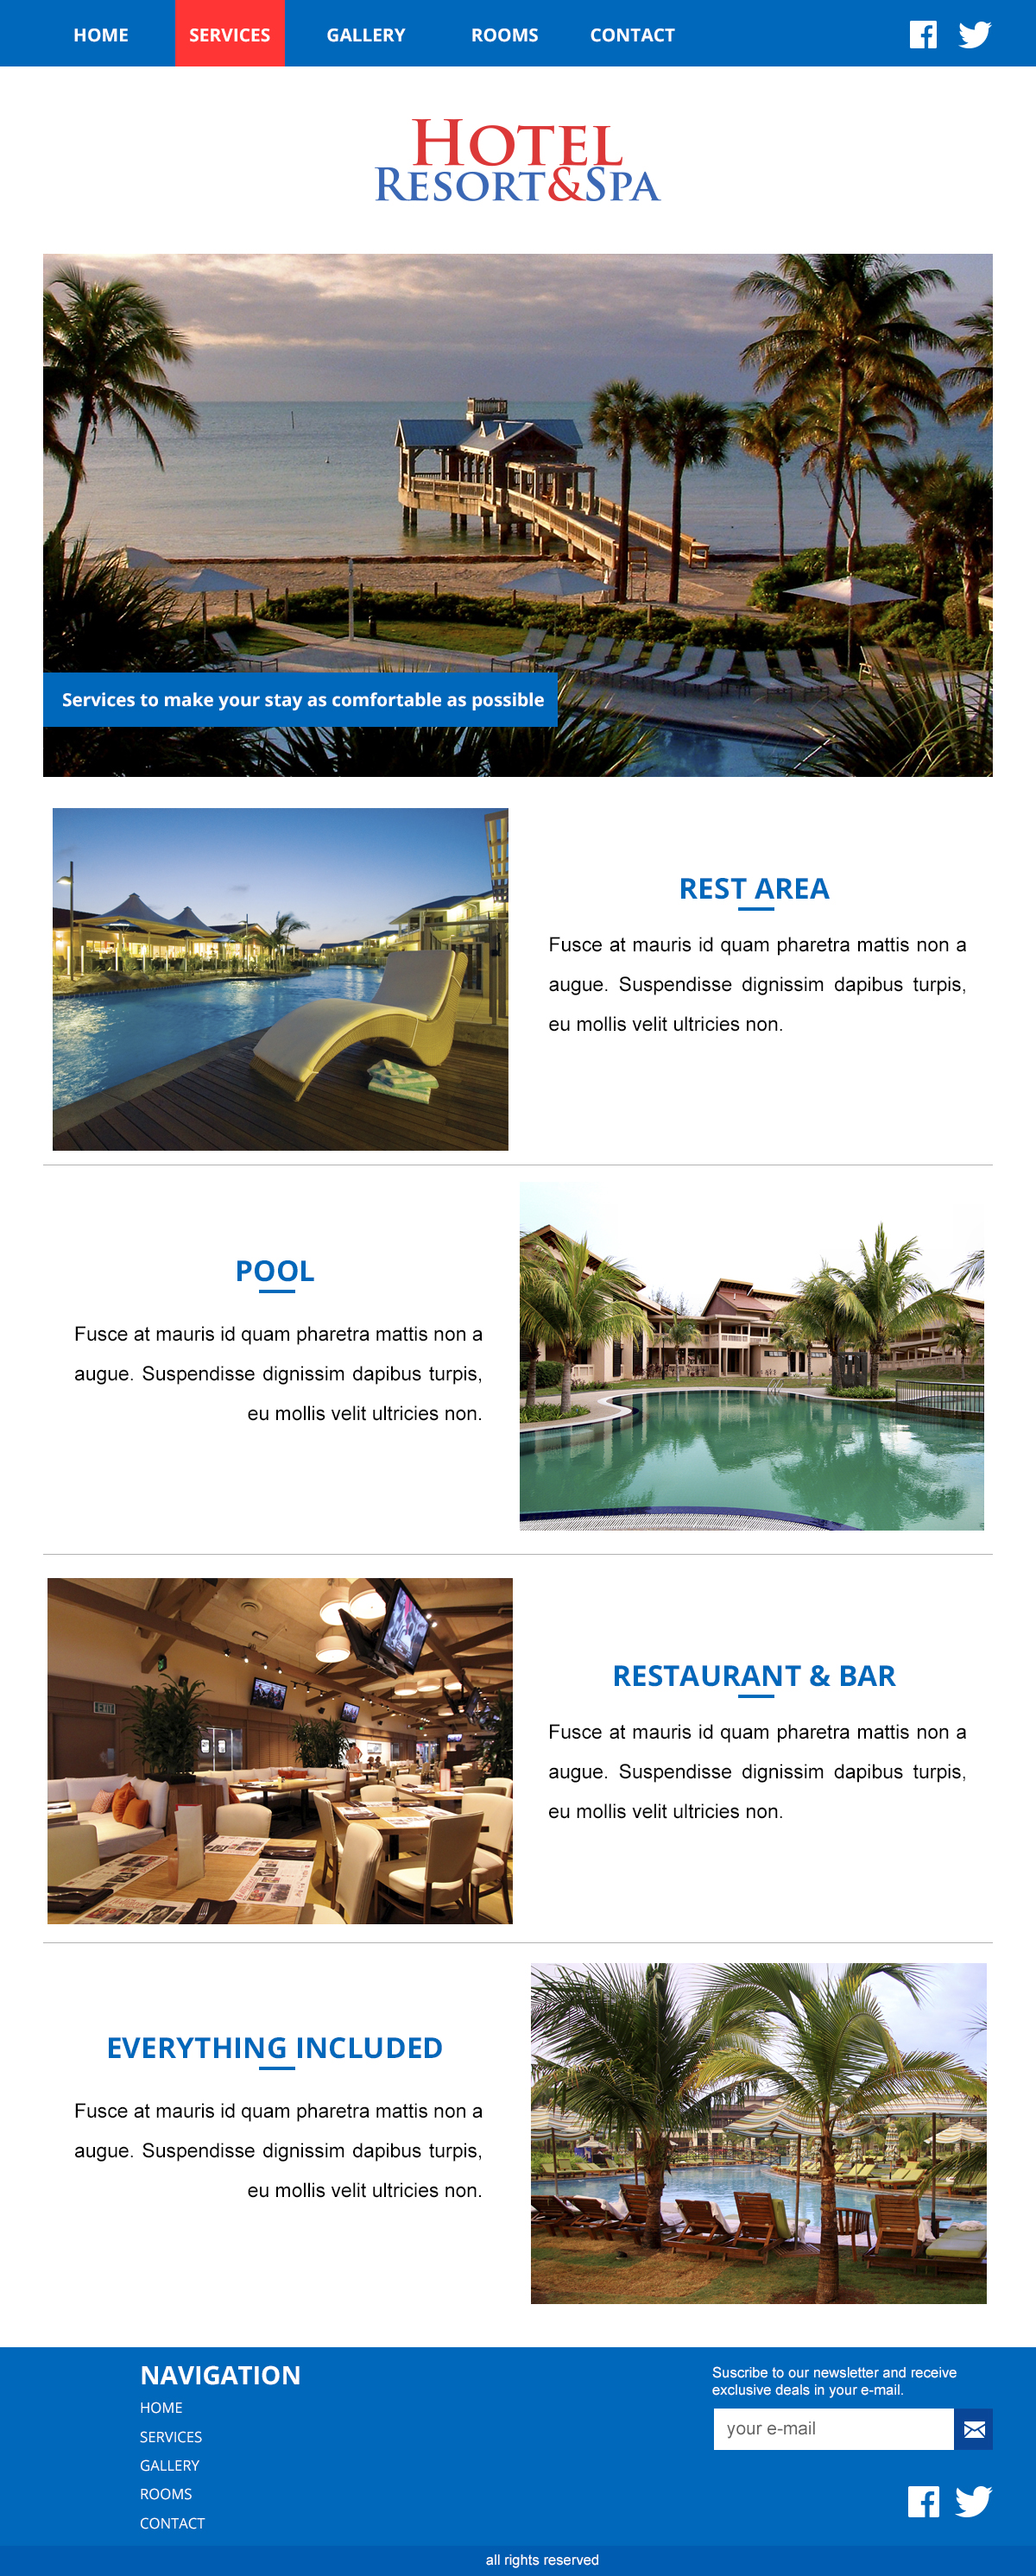 HOME SERVICES GALLERY ROOMS CONTACT
HOTEL
RESORT&SPA
Services to make your stay as comfortable as possible
REST AREA
Fusce at mauris id quam pharetra mattis non a
augue. Suspendisse dignissim dapibus turpis,
eu mollis velit ultricies non.
POOL
Fusce at mauris id quam pharetra mattis non a
augue. Suspendisse dignissim dapibus turpis,
eu mollis velit ultricies non.
EXIT
RESTAURANT & BAR
Fusce at mauris id quam pharetra mattis non a
augue. Suspendisse dignissim dapibus turpis,
eu mollis velit ultricies non.
EVERYTHING INCLUDED
Fusce at mauris id quam pharetra mattis non a
augue. Suspendisse dignissim dapibus turpis,
eu mollis velit ultricies non.
NAVIGATION
HOME
SERVICES
GALLERY
ROOMS
CONTACT
Suscribe to our newsletter and receive
exclusive deals in your e-mail.
your e-mail
all rights reserved